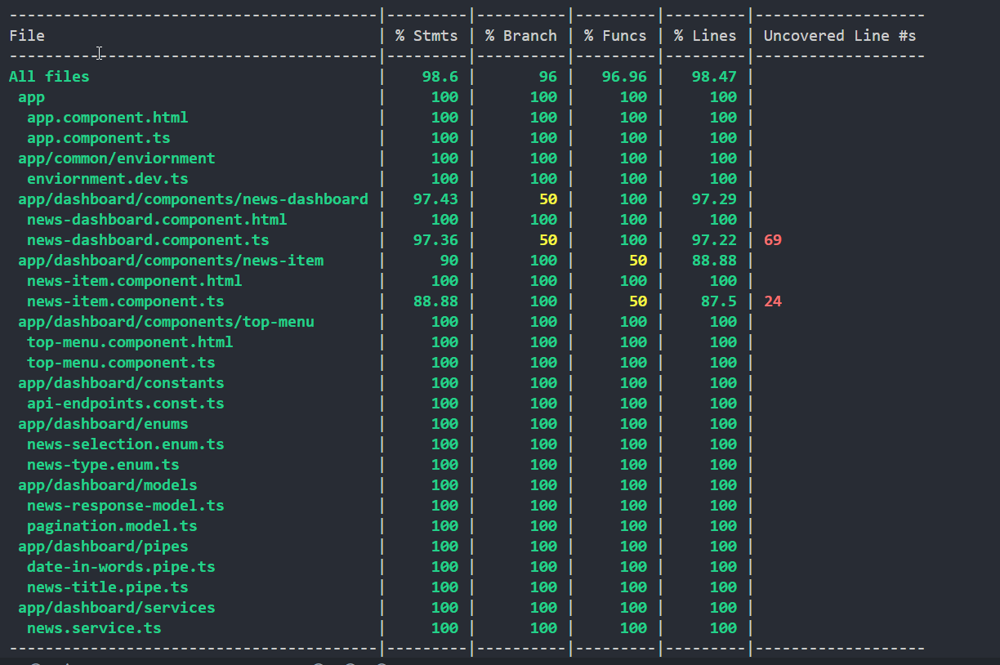 -----------------------------------------|---------|----------|---------|---------|-------------------
File                                     | % Stmts | % Branch | % Funcs | % Lines | Uncovered Line #s
-----------------------------------------|---------|----------|---------|---------|-------------------
All files                                |    98.6 |       96 |   96.96 |   98.47 |
 app                                     |     100 |      100 |     100 |     100 |
  app.component.html                     |     100 |      100 |     100 |     100 |
  app.component.ts                       |     100 |      100 |     100 |     100 |
 app/common/enviornment                  |     100 |      100 |     100 |     100 |
  enviornment.dev.ts                     |     100 |      100 |     100 |     100 |
 app/dashboard/components/news-dashboard |   97.43 |       50 |     100 |   97.29 |
  news-dashboard.component.html          |     100 |      100 |     100 |     100 |
  news-dashboard.component.ts            |   97.36 |       50 |     100 |   97.22 | 69
 app/dashboard/components/news-item      |      90 |      100 |      50 |   88.88 |
  news-item.component.html               |     100 |      100 |     100 |     100 |
  news-item.component.ts                 |   88.88 |      100 |      50 |    87.5 | 24
 app/dashboard/components/top-menu       |     100 |      100 |     100 |     100 |
  top-menu.component.html                |     100 |      100 |     100 |     100 |
  top-menu.component.ts                  |     100 |      100 |     100 |     100 |
 app/dashboard/constants                 |     100 |      100 |     100 |     100 |
  api-endpoints.const.ts                 |     100 |      100 |     100 |     100 |
 app/dashboard/enums                     |     100 |      100 |     100 |     100 |
  news-selection.enum.ts                 |     100 |      100 |     100 |     100 |
  news-type.enum.ts                      |     100 |      100 |     100 |     100 |
 app/dashboard/models                    |     100 |      100 |     100 |     100 |
  news-response-model.ts                 |     100 |      100 |     100 |     100 |
  pagination.model.ts                    |     100 |      100 |     100 |     100 |
 app/dashboard/pipes                     |     100 |      100 |     100 |     100 |
  date-in-words.pipe.ts                  |     100 |      100 |     100 |     100 |
  news-title.pipe.ts                     |     100 |      100 |     100 |     100 |
 app/dashboard/services                  |     100 |      100 |     100 |     100 |
  news.service.ts                        |     100 |      100 |     100 |     100 |
-----------------------------------------|---------|----------|---------|---------|-------------------